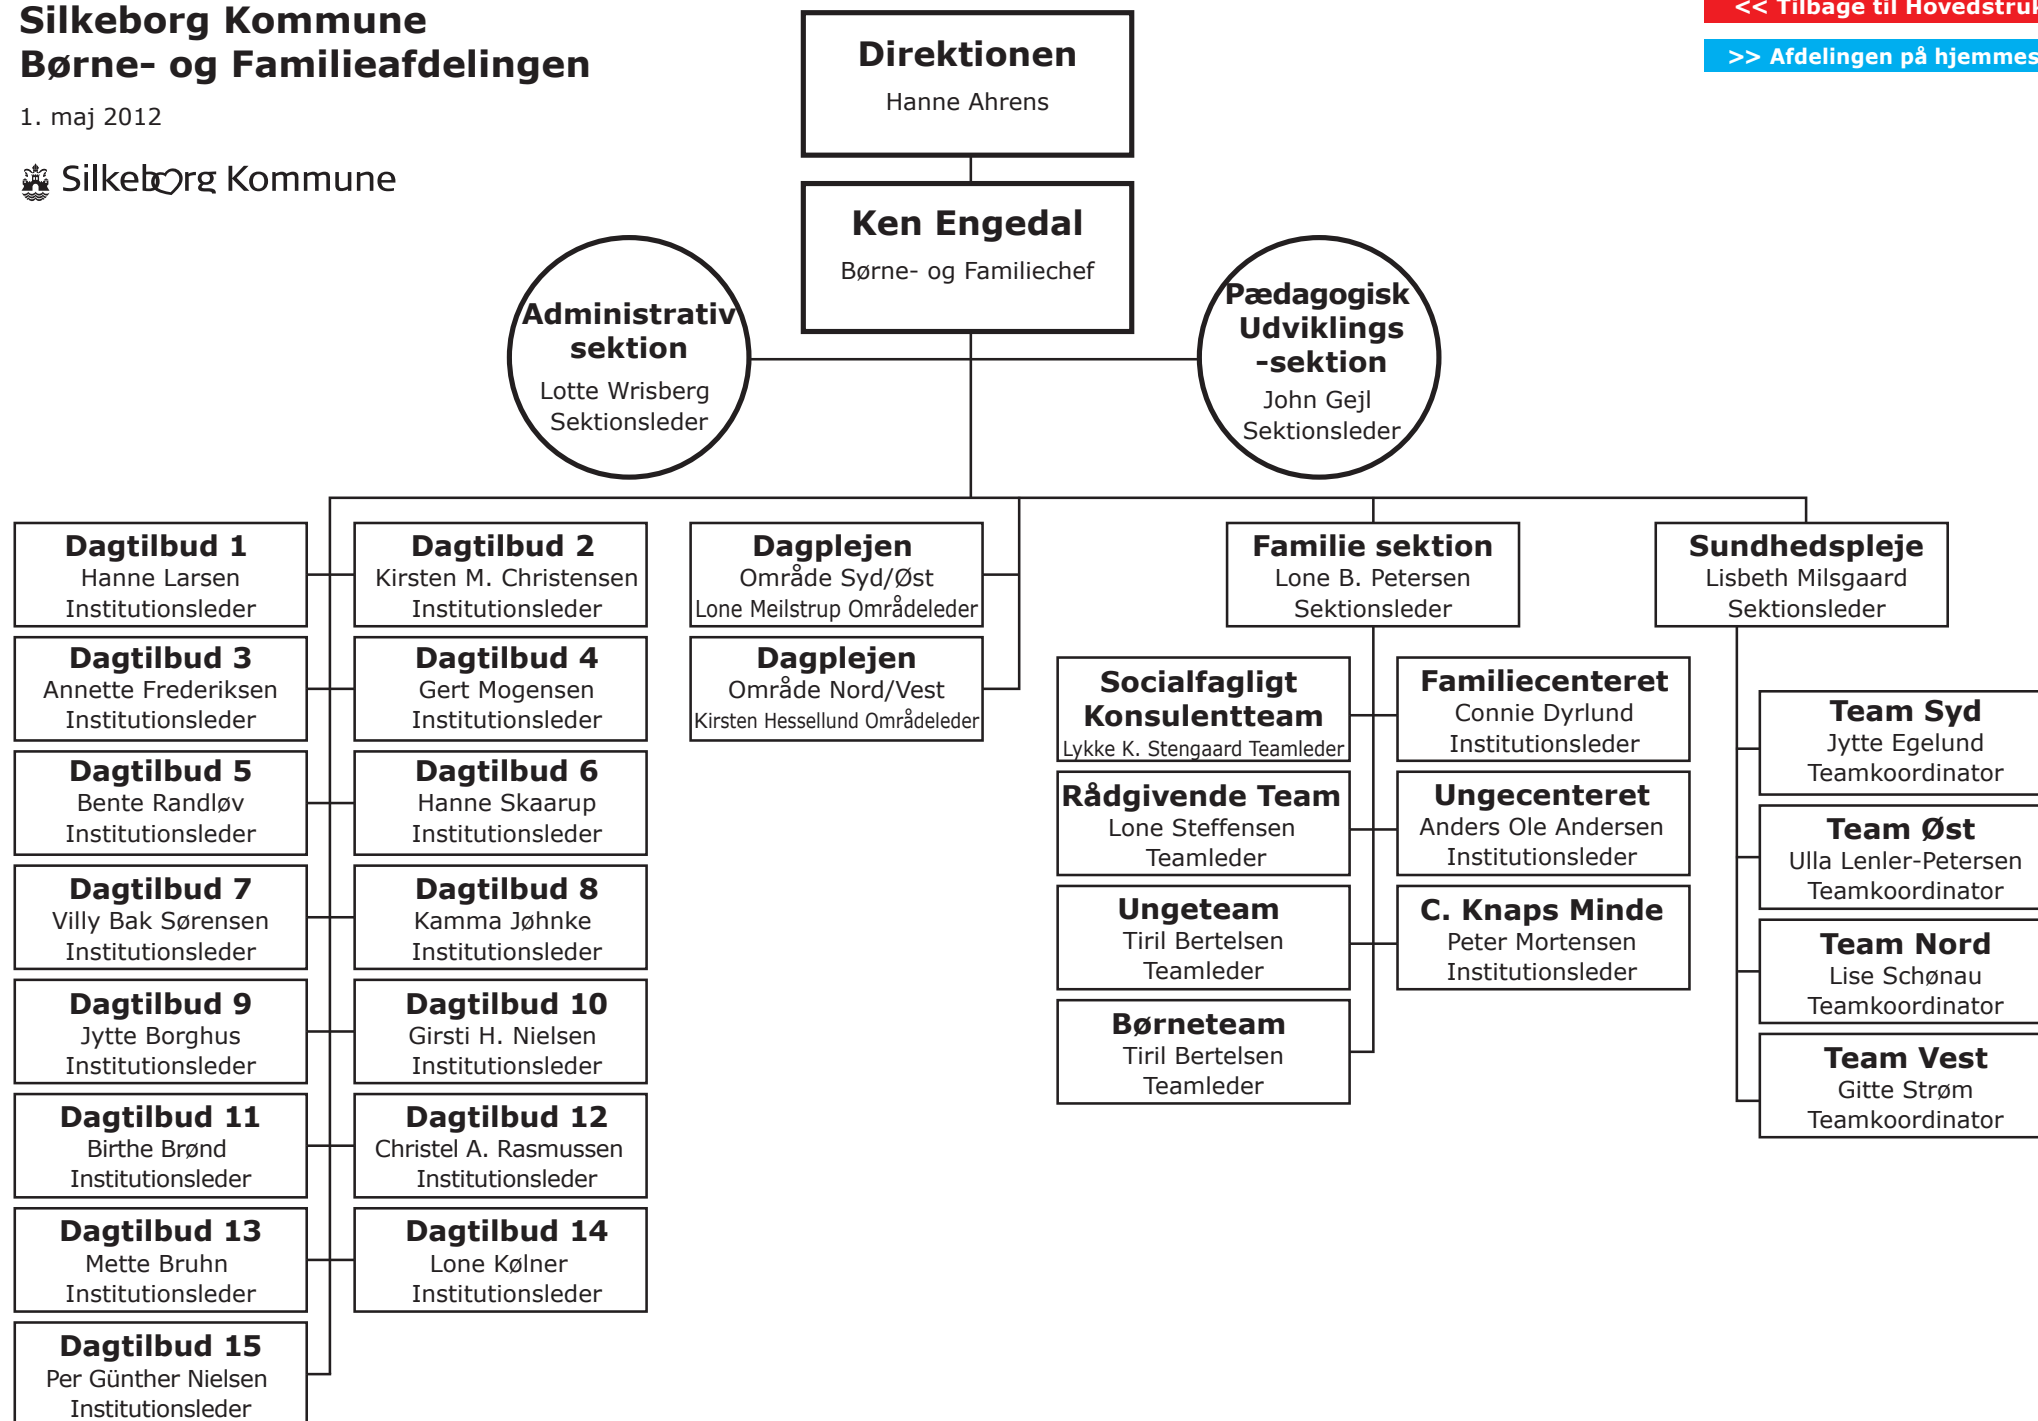 Silkeborg Kommune
Børne- og Familieafdelingen
1. maj 2012
Silkeborg Kommune
<< Tilbage til
>> Afdelingen på
Direktionen
Hanne Ahrens
Ken Engedal
Børne- og Familiechef
Administrativ
sektion
Lotte Wrisberg
Sektionsleder
Pædagogisk
Udviklings
-sektion
John Gejl
Sektionsleder
Dagtilbud 1
Hanne Larsen
Institutionsleder
Dagtilbud 2
Kirsten M. Christensen
Institutionsleder
Dagtilbud 3
Annette Frederiksen
Institutionsleder
Dagtilbud 4
Gert Mogensen
Institutionsleder
Dagtilbud 5
Bente Randløv
Institutionsleder
Dagtilbud 6
Hanne Skaarup
Institutionsleder
Dagtilbud 7
Villy Bak Sørensen
Institutionsleder
Dagtilbud 8
Kamma Jøhnke
Institutionsleder
Dagtilbud 9
Jytte Borghus
Institutionsleder
Dagtilbud 10
Girsti H. Nielsen
Institutionsleder
Dagtilbud 11
Birthe Brønd
Institutionsleder
Dagtilbud 12
Christel A. Rasmussen
Institutionsleder
Dagtilbud 13
Mette Bruhn
Institutionsleder
Dagtilbud 14
Lone Kølner
Institutionsleder
Dagtilbud 15
Per Günther Nielsen
Institutionsleder
Dagplejen
Område Syd/Øst
Lone Meilstrup Områdeleder
Dagplejen
Område Nord/Vest
Kirsten Hessellund Områdeleder
Familie sektion
Lone B. Petersen
Sektionsleder
Socialfagligt
Konsulentteam
Lykke K. Stengaard Teamleder
Familiecenteret
Connie Dyrlund
Institutionsleder
Rådgivende Team
Lone Steffensen
Teamleder
Ungecenteret
Anders Ole Andersen
Institutionsleder
Ungeteam
Tiril Bertelsen
Teamleder
C. Knaps Minde
Peter Mortensen
Institutionsleder
Børneteam
Tiril Bertelsen
Teamleder
Sundhedspleje
Lisbeth Milsgaard
Sektionsleder
Team Syd
Jytte Egelund
Teamkoordinator
Team Øst
Ulla Lenler-Petersen
Teamkoordinator
Team Nord
Lise Schønau
Teamkoordinator
Team Vest
Gitte Strøm
Teamkoordinator